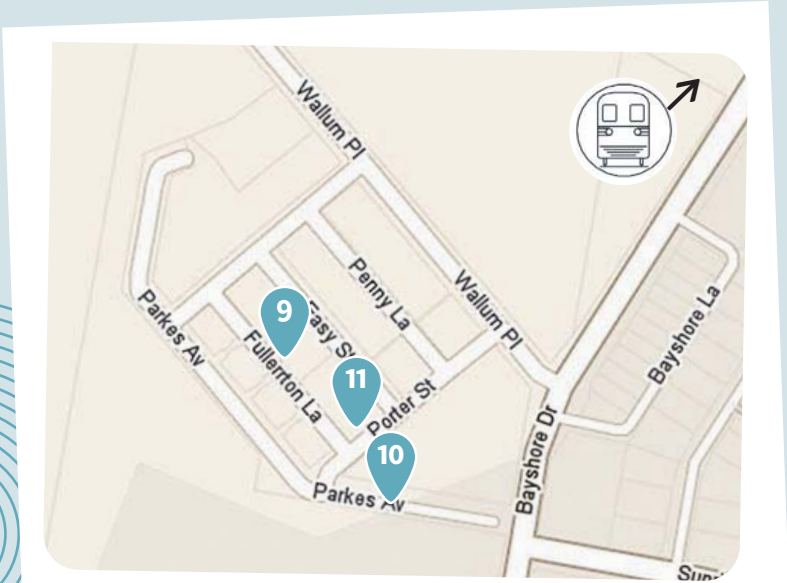 Wallum Pl
Wallum Pl
Penny La
Easy St
9
Fullerrton La
Parkes Av
11
Porter St
10
Parkes Av
Bayshore Dr
Bayshore La